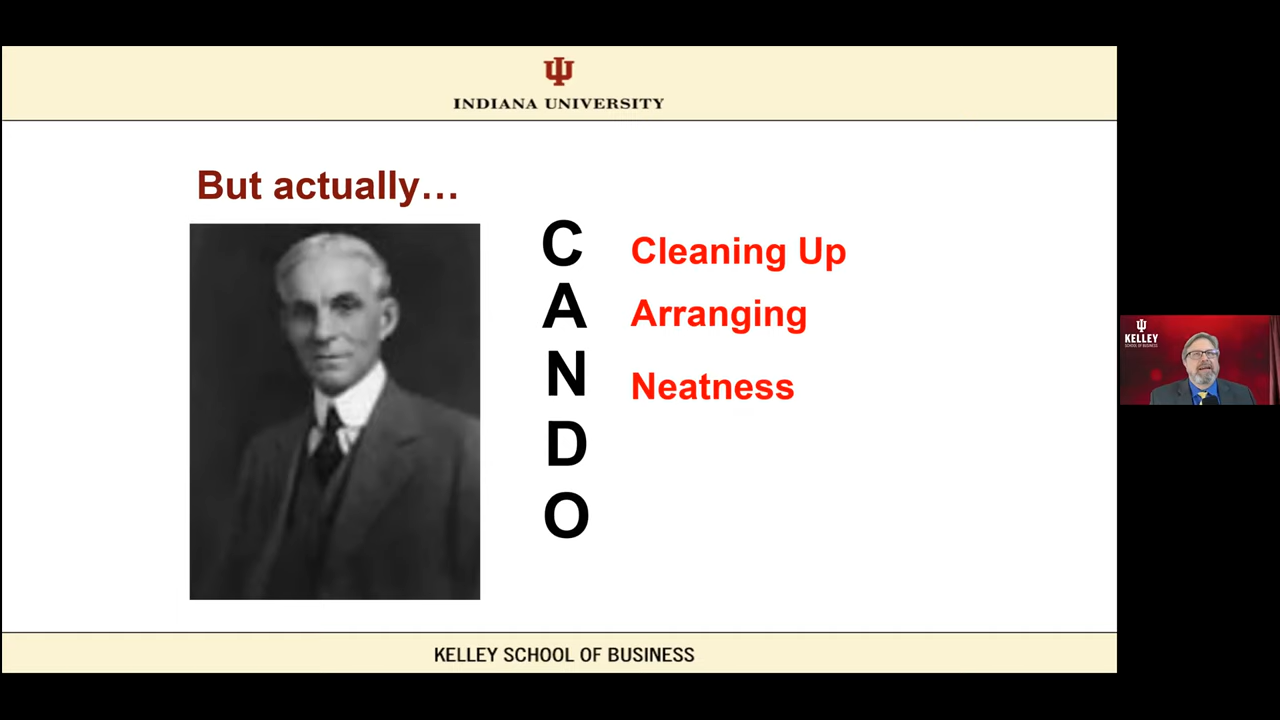 INDIANA UNIVERSITY
But actually…
C Cleaning Up
A Arranging
N Neatness
D
O
KELLEY SCHOOL OF BUSINESS
KELLEY
SCHOOL OF BUSINESS